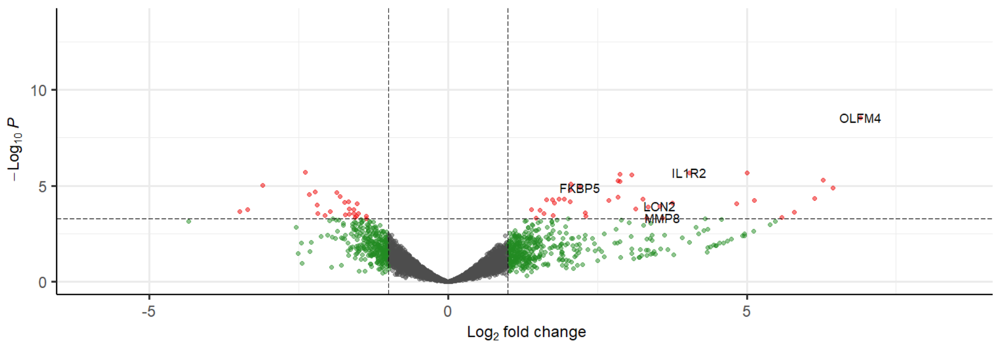 10
OLFM4
IL1R2
5
FKBP5
LCN2
MMP8
0
−Log₁₀ P
-5
0
5
Log₂ fold change